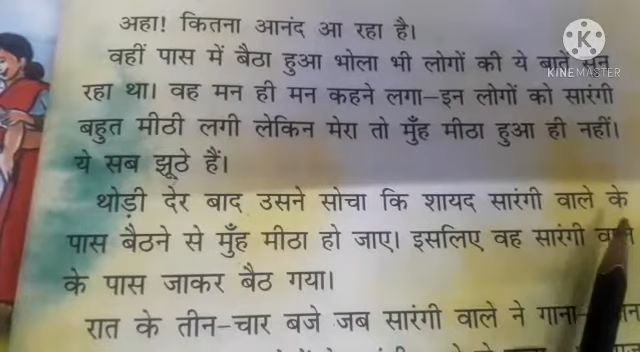 अहा! कितना आनंद आ रहा है।
वहीं पास में बैठा हुआ भोला भी लोगों की ये बातें
रहा था। वह मन ही मन कहने लगा–इन लोगों को सारंगी
बहुत मीठी लगी लेकिन मेरा तो मुँह मीठा हुआ ही नहीं।
ये सब झूठे हैं।
थोड़ी देर बाद उसने सोचा कि शायद सारंगी वाले के
पास बैठने से मुँह मीठा हो जाए। इसलिए वह सारंगी
के पास जाकर बैठ गया।
रात के तीन-चार बजे जब सारंगी वाले ने गाना-
KINEMASTER